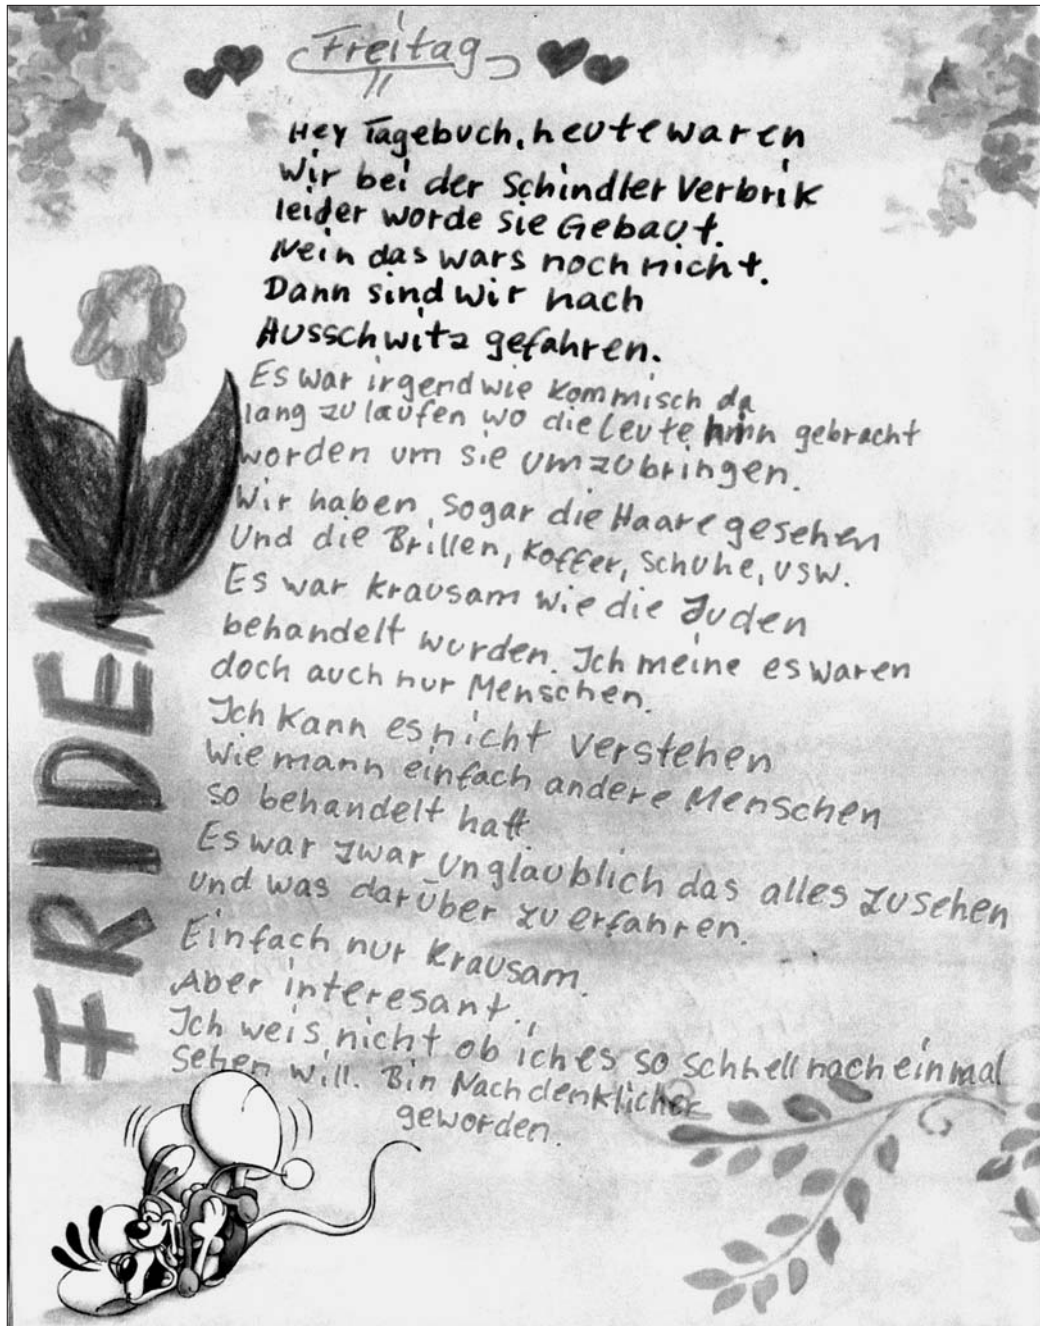 Freitag
Hey Tagebuch, heute waren
Wir bei der Schindler Verbrik
leider worde sie Gebaut.
Nein das wars noch nicht.
Dann sind wir nach
Ausschwitz gefahren.
Es war irgendwie kommisch da
lang zu laufen wo die leute hinn gebracht
worden um sie umzubringen.
Wir haben sogar die Haare gesehen
Und die Brillen, Koffer, Schuhe, usw.
Es war krausam wie die Juden
behandelt wurden. Ich meine es waren
doch auch nur Menschen.
Ich kann es nicht verstehen
wie mann einfach andere Menschen
so behandelt hatt.
Es war zwar unglaublich das alles zusehen
und was darüber zu erfahren.
Einfach nur krausam.
Aber interesant.
Ich weis nicht ob ich es so schnell nach einmal
sehen will. Bin Nachdenklicher
geworden.
FRIDEN